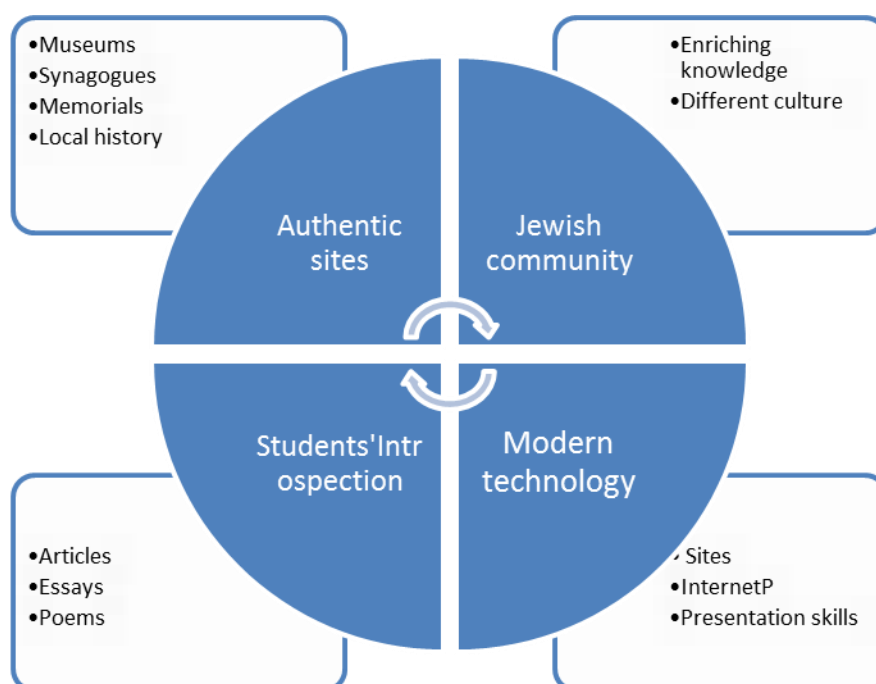 •Museums
•Synagogues
•Memorials
•Local history
•Enriching
knowledge
•Different culture
Authentic
sites
Jewish
community
Students'Intr
ospection
Modern
technology
•Articles
•Essays
•Poems
• Sites
•InternetP
•Presentation skills